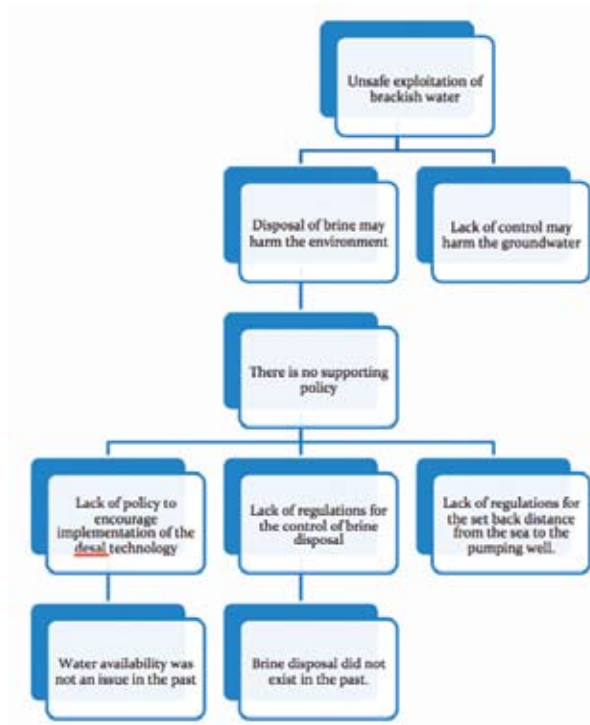 Unsafe exploitation of
brackish water
Disposal of brine may
harm the environment
Lack of control may
harm the groundwater
There is no supporting
policy
Lack of policy to
encourage
implementation of the
desal technology
Lack of regulations for
the control of brine
disposal
Lack of regulations for
the set back distance
from the sea to the
pumping well.
Water availability was
not an issue in the past
Brine disposal did not
exist in the past.